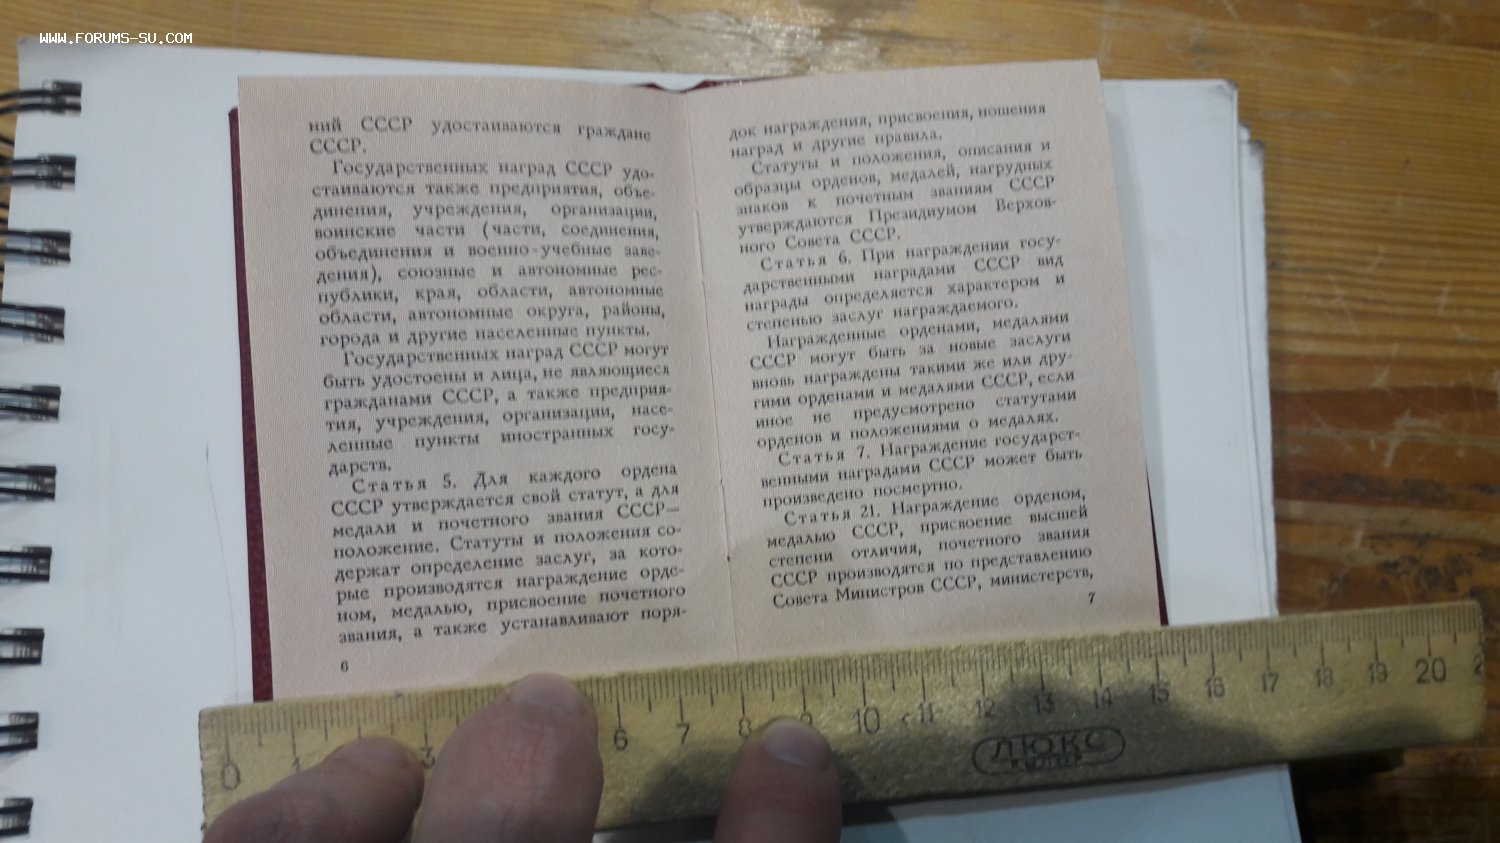 WWW.FORUMS-SU.COM
ний СССР удостаиваются граждане
СССР.
Государственных наград СССР удо-
стаиваются также предприятия, объе-
динения, учреждения, организации,
воинские части (части, соединения,
объединения и военно-учебные заве-
дения), союзные и автономные рес-
публики, края, области, автономные
области, автономные округа, районы,
города и другие населенные пункты.
Государственных наград СССР могут
быть удостоены и лица, не являющиеся
гражданами СССР, а также предприя-
тия, учреждения, организации, насе-
ленные пункты иностранных госу-
дарств.
Статья 5. Для каждого ордена
СССР утверждается свой статут, а для
медали и почетного звания СССР—
положение. Статуты и положения со-
держат определение заслуг, за кото-
рые производятся награждение орде-
ном, медалью, присвоение почетного
звания, а также устанавливают поря-
6
док награждения, присвоения, ношения
наград и другие правила.
Статуты и положения, описания и
образцы орденов, медалей, нагрудных
знаков к почетным званиям СССР
утверждаются Президиумом Верхов-
ного Совета СССР.
Статья 6. При награждении госу-
дарственными наградами СССР вид
награды определяется характером и
степенью заслуг награждаемого.
Награжденные орденами, медалями
СССР могут быть за новые заслуги
вновь награждены такими же или дру-
гими орденами и медалями СССР, если
иное не предусмотрено статутами
орденов и положениями о медалях.
Статья 7. Награждение государст-
венными наградами СССР может быть
произведено посмертно.
Статья 21. Награждение орденом,
медалью СССР, присвоение высшей
степени отличия, почетного звания
СССР производятся по представлению
Совета Министров СССР, министерств,
7
0 1 3 6 7 8 9 10 11 12 13 14 15 16 17 18 19 20
ЛЮКС